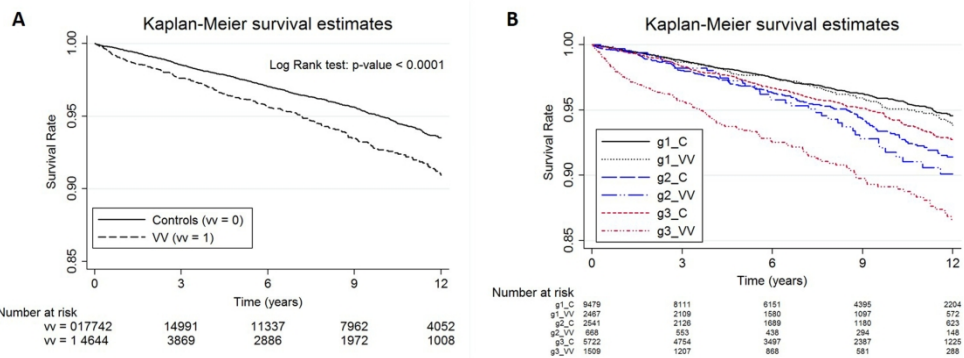 A
Kaplan-Meier survival estimates
Log Rank test: p-value < 0.0001
Survival Rate
1.00
0.95
0.90
0.85
Controls (vv = 0)
VV (vv = 1)
0 3 6 9 12
Time (years)
Number at risk
vv = 017742 14991 11337 7962 4052
vv = 1 4644 3869 2886 1972 1008
B
Kaplan-Meier survival estimates
Survival Rate
1.00
0.95
0.90
0.85
g1_C
g1_VV
g2_C
g2_VV
g3_C
g3_VV
0 3 6 9 12
Time (years)
Number at risk
g1_C 9479 8111 6151 4395 2204
g1_VV 2467 2109 1580 1097 572
g2_C 2541 2126 1689 1180 623
g2_VV 668 553 438 294 148
g3_C 5722 4754 3497 2387 1225
g3_VV 1509 1207 868 581 288